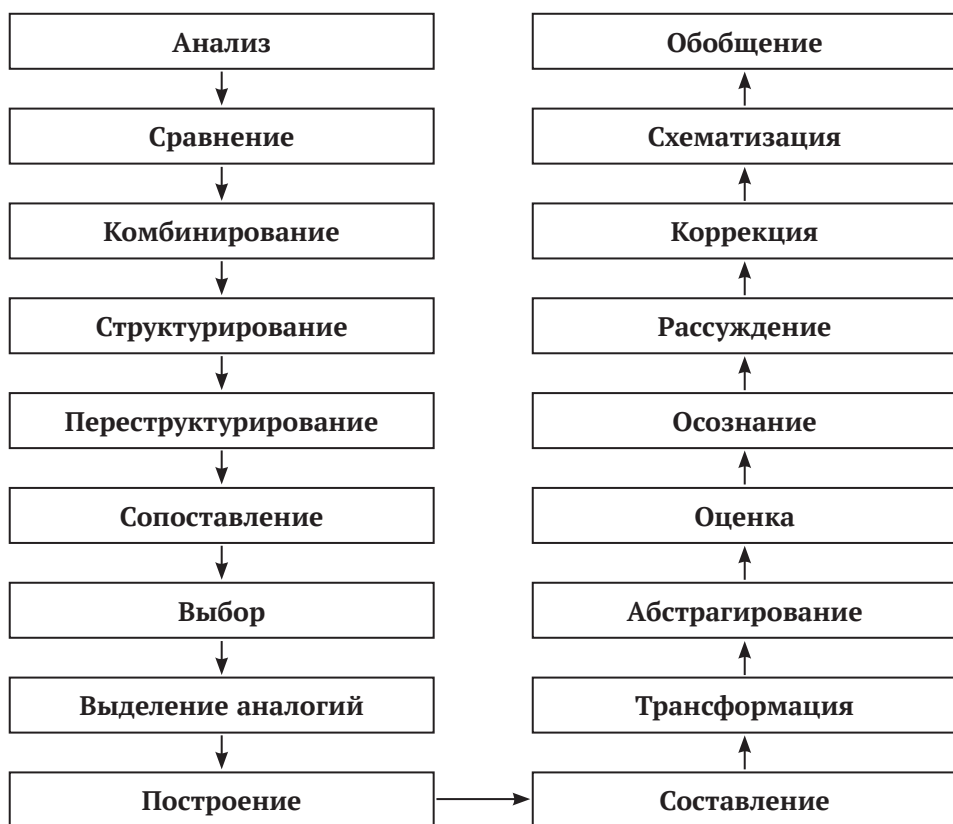 Анализ
Сравнение
Комбинирование
Структурирование
Переструктурирование
Сопоставление
Выбор
Выделение аналогий
Построение
Составление
Трансформация
Абстрагирование
Оценка
Осознание
Рассуждение
Коррекция
Схематизация
Обобщение